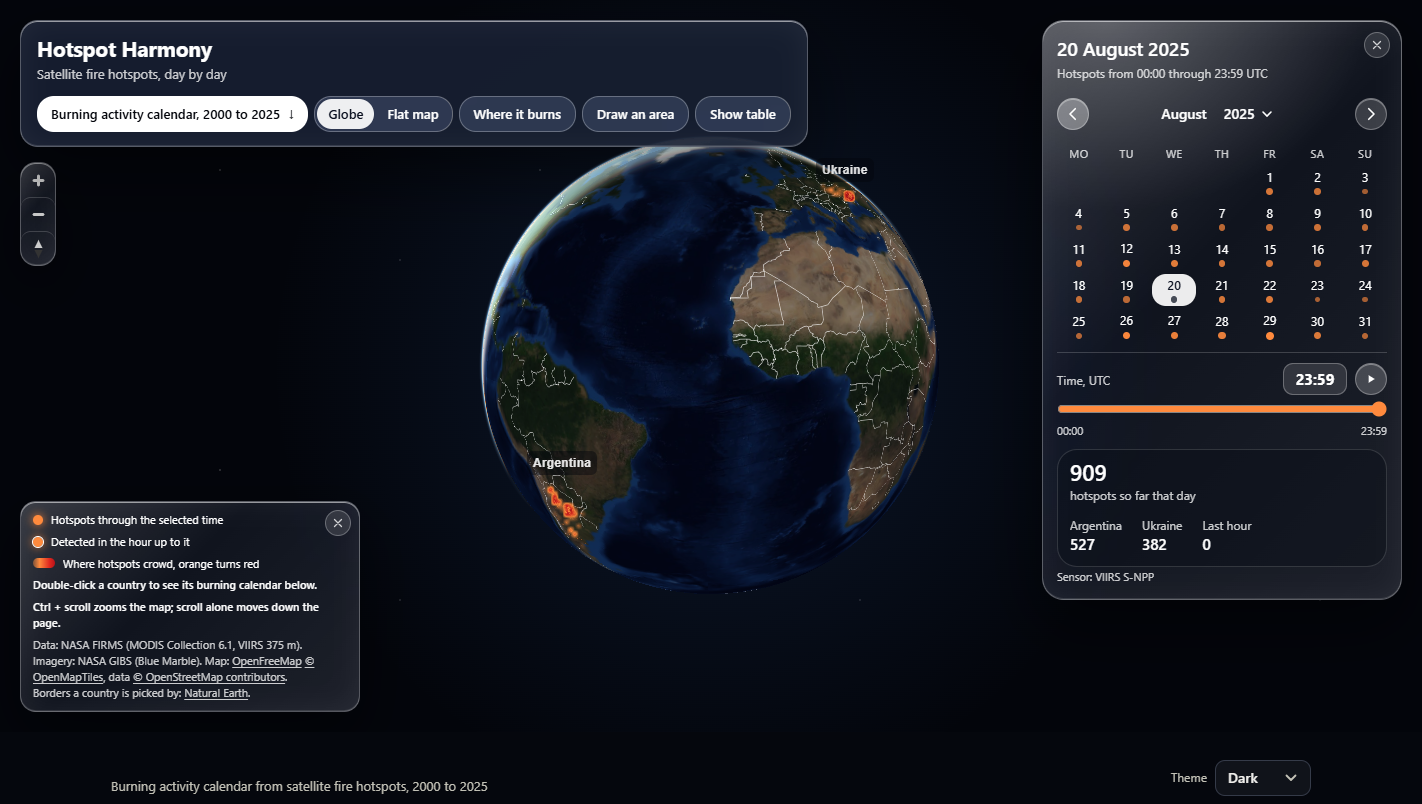 Hotspot Harmony
Satellite fire hotspots, day by day
Burning activity calendar, 2000 to 2025 ↓
Globe
Flat map
Where it burns
Draw an area
Show table
+
−
▲
Ukraine
Argentina
20 August 2025
Hotspots from 00:00 through 23:59 UTC
August 2025
MO TU WE TH FR SA SU
1 2 3
4 5 6 7 8 9 10
11 12 13 14 15 16 17
18 19 20 21 22 23 24
25 26 27 28 29 30 31
Time, UTC 23:59
00:00 23:59
909
hotspots so far that day
Argentina Ukraine Last hour
527 382 0
Sensor: VIIRS S-NPP
Hotspots through the selected time
Detected in the hour up to it
Where hotspots crowd, orange turns red
Double-click a country to see its burning calendar below.
Ctrl + scroll zooms the map; scroll alone moves down the
page.
Data: NASA FIRMS (MODIS Collection 6.1, VIIRS 375 m).
Imagery: NASA GIBS (Blue Marble). Map: OpenFreeMap ©
OpenMapTiles, data © OpenStreetMap contributors.
Borders a country is picked by: Natural Earth.
Burning activity calendar from satellite fire hotspots, 2000 to 2025
Theme Dark